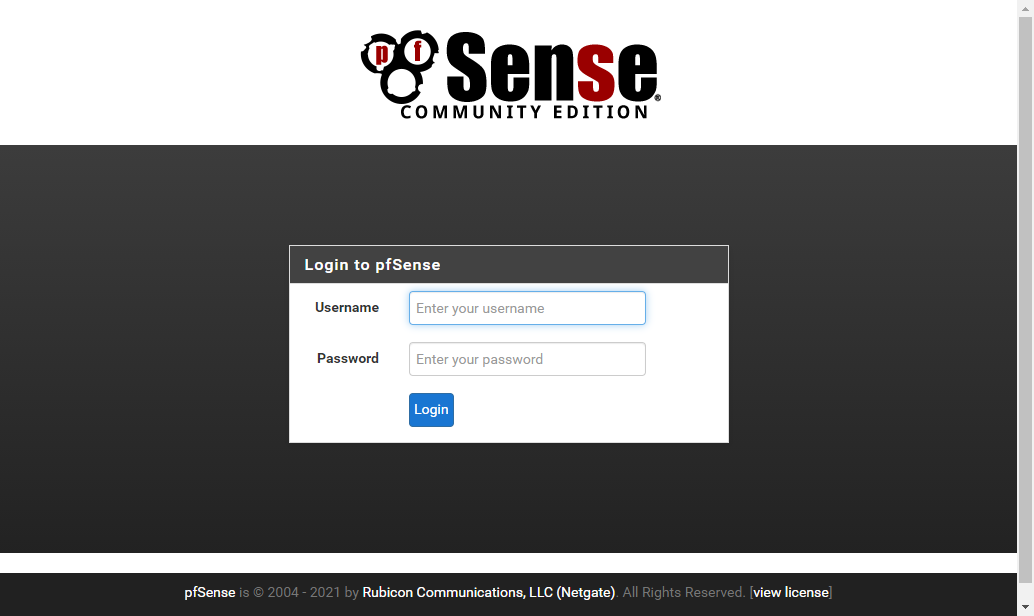 pf Sense®
COMMUNITY EDITION
Login to pfSense
Username Enter your username
Password Enter your password
Login
pfSense is © 2004 - 2021 by Rubicon Communications, LLC (Netgate). All Rights Reserved. [view license]